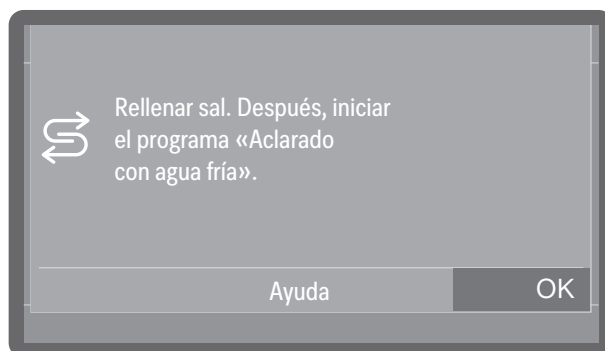 Rellenar sal. Después, iniciar
el programa «Aclarado
con agua fría».
Ayuda
OK